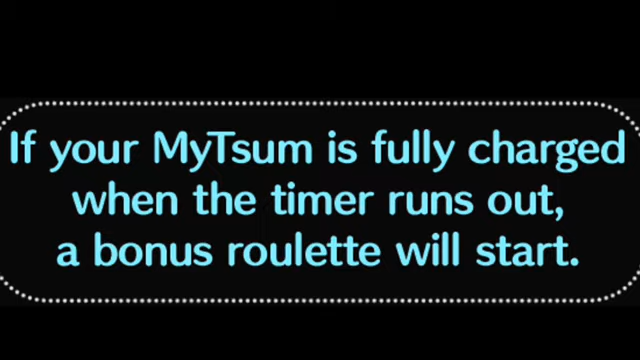 If your MyTsum is fully charged
when the timer runs out,
a bonus roulette will start.